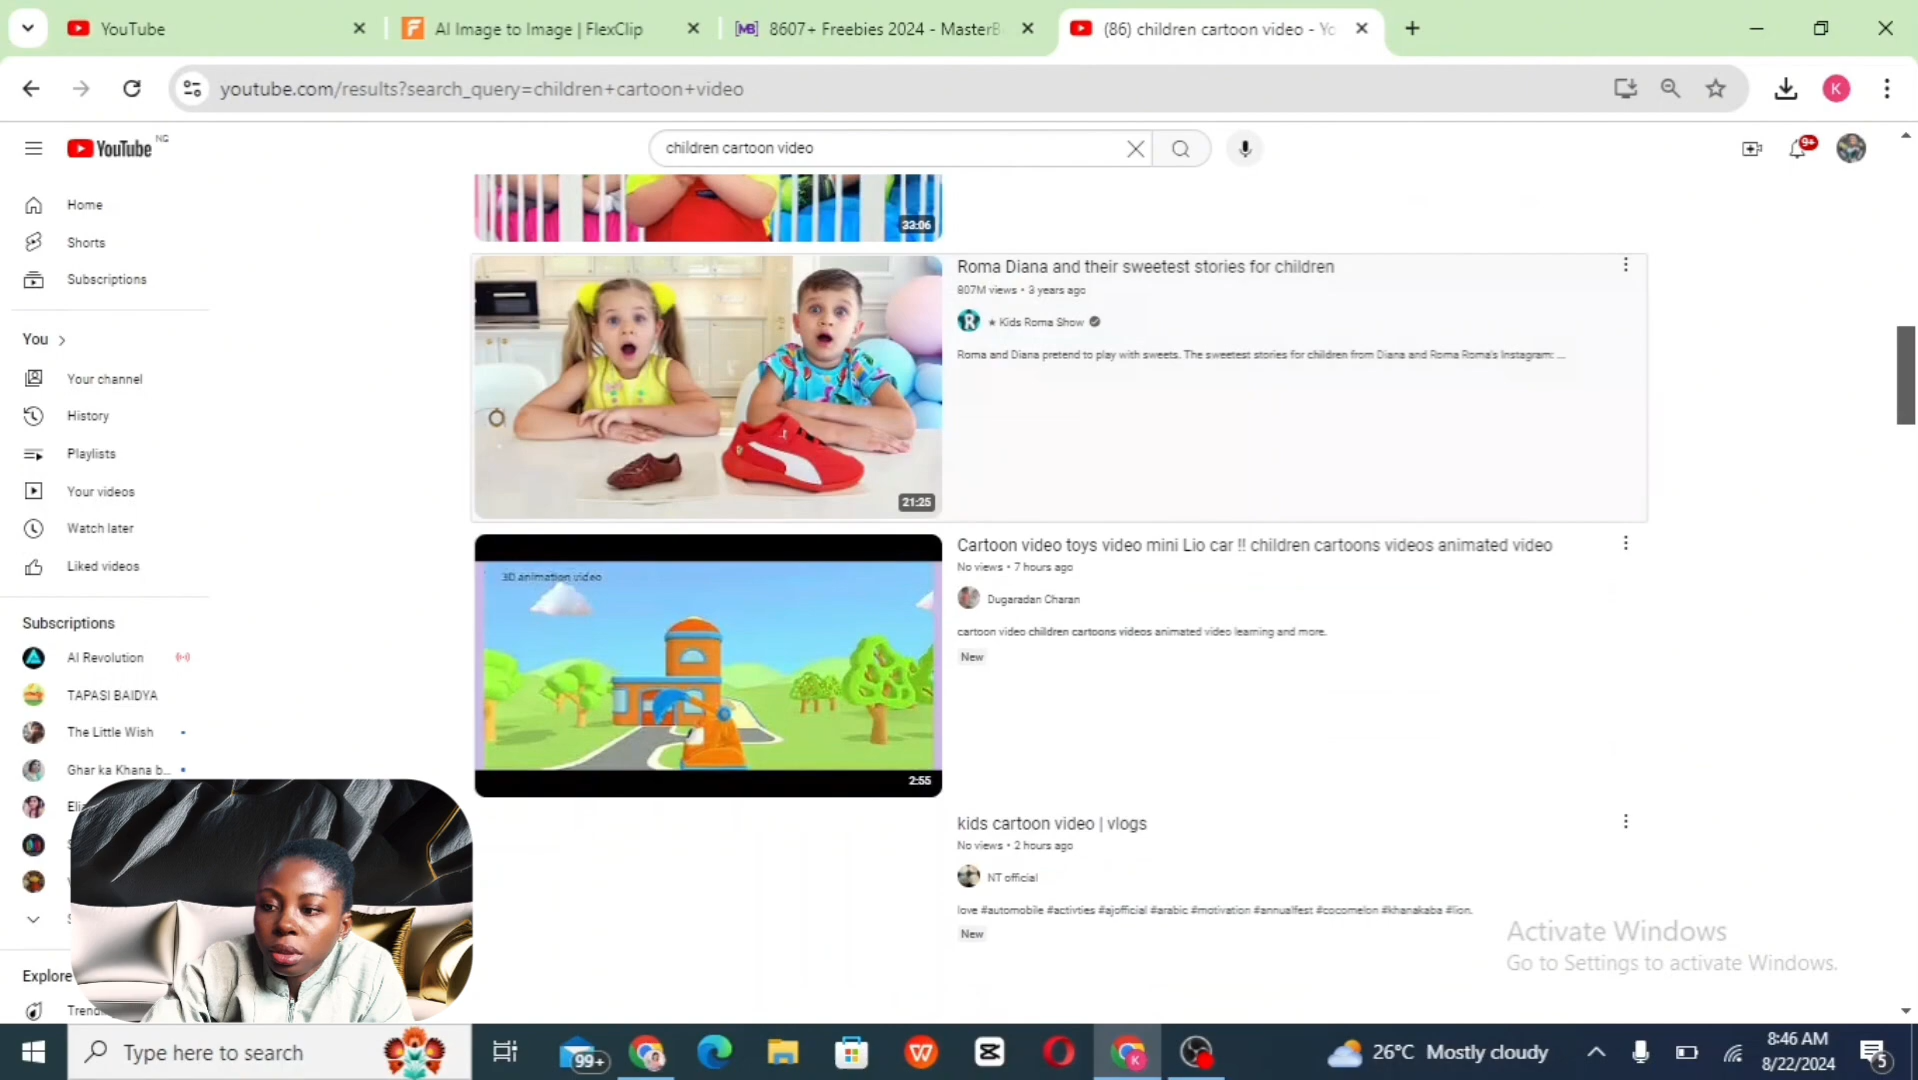 YouTube
AI Image to Image | FlexClip
MB
8607+ Freebies 2024 - MasterB
(86) children cartoon video - Yo
youtube.com/results?search_query=children+cartoon+video
K
YouTube NG
children cartoon video
9+
Home
Shorts
Subscriptions
You
Your channel
History
Playlists
Your videos
Watch later
Liked videos
Subscriptions
AI Revolution
TAPASI BAIDYA
The Little Wish
Ghar ka Khana b...
Explore
33:06
Roma Diana and their sweetest stories for children
807M views • 3 years ago
★ Kids Roma Show
Roma and Diana pretend to play with sweets. The sweetest stories for children from Diana and Roma Roma's Instagram: ...
21:25
3D animation video
2:55
Cartoon video toys video mini Lio car !! children cartoons videos animated video
No views • 7 hours ago
Dugaradan Charan
cartoon video children cartoons videos animated video learning and more.
New
kids cartoon video | vlogs
No views • 2 hours ago
NT official
love #automobile #activties #ajofficial #arabic #motivation #annualfest #cocomelon #khanakaba #lion.
New
Activate Windows
Go to Settings to activate Windows.
Type here to search
99+
26°C Mostly cloudy
8:46 AM
8/22/2024
5